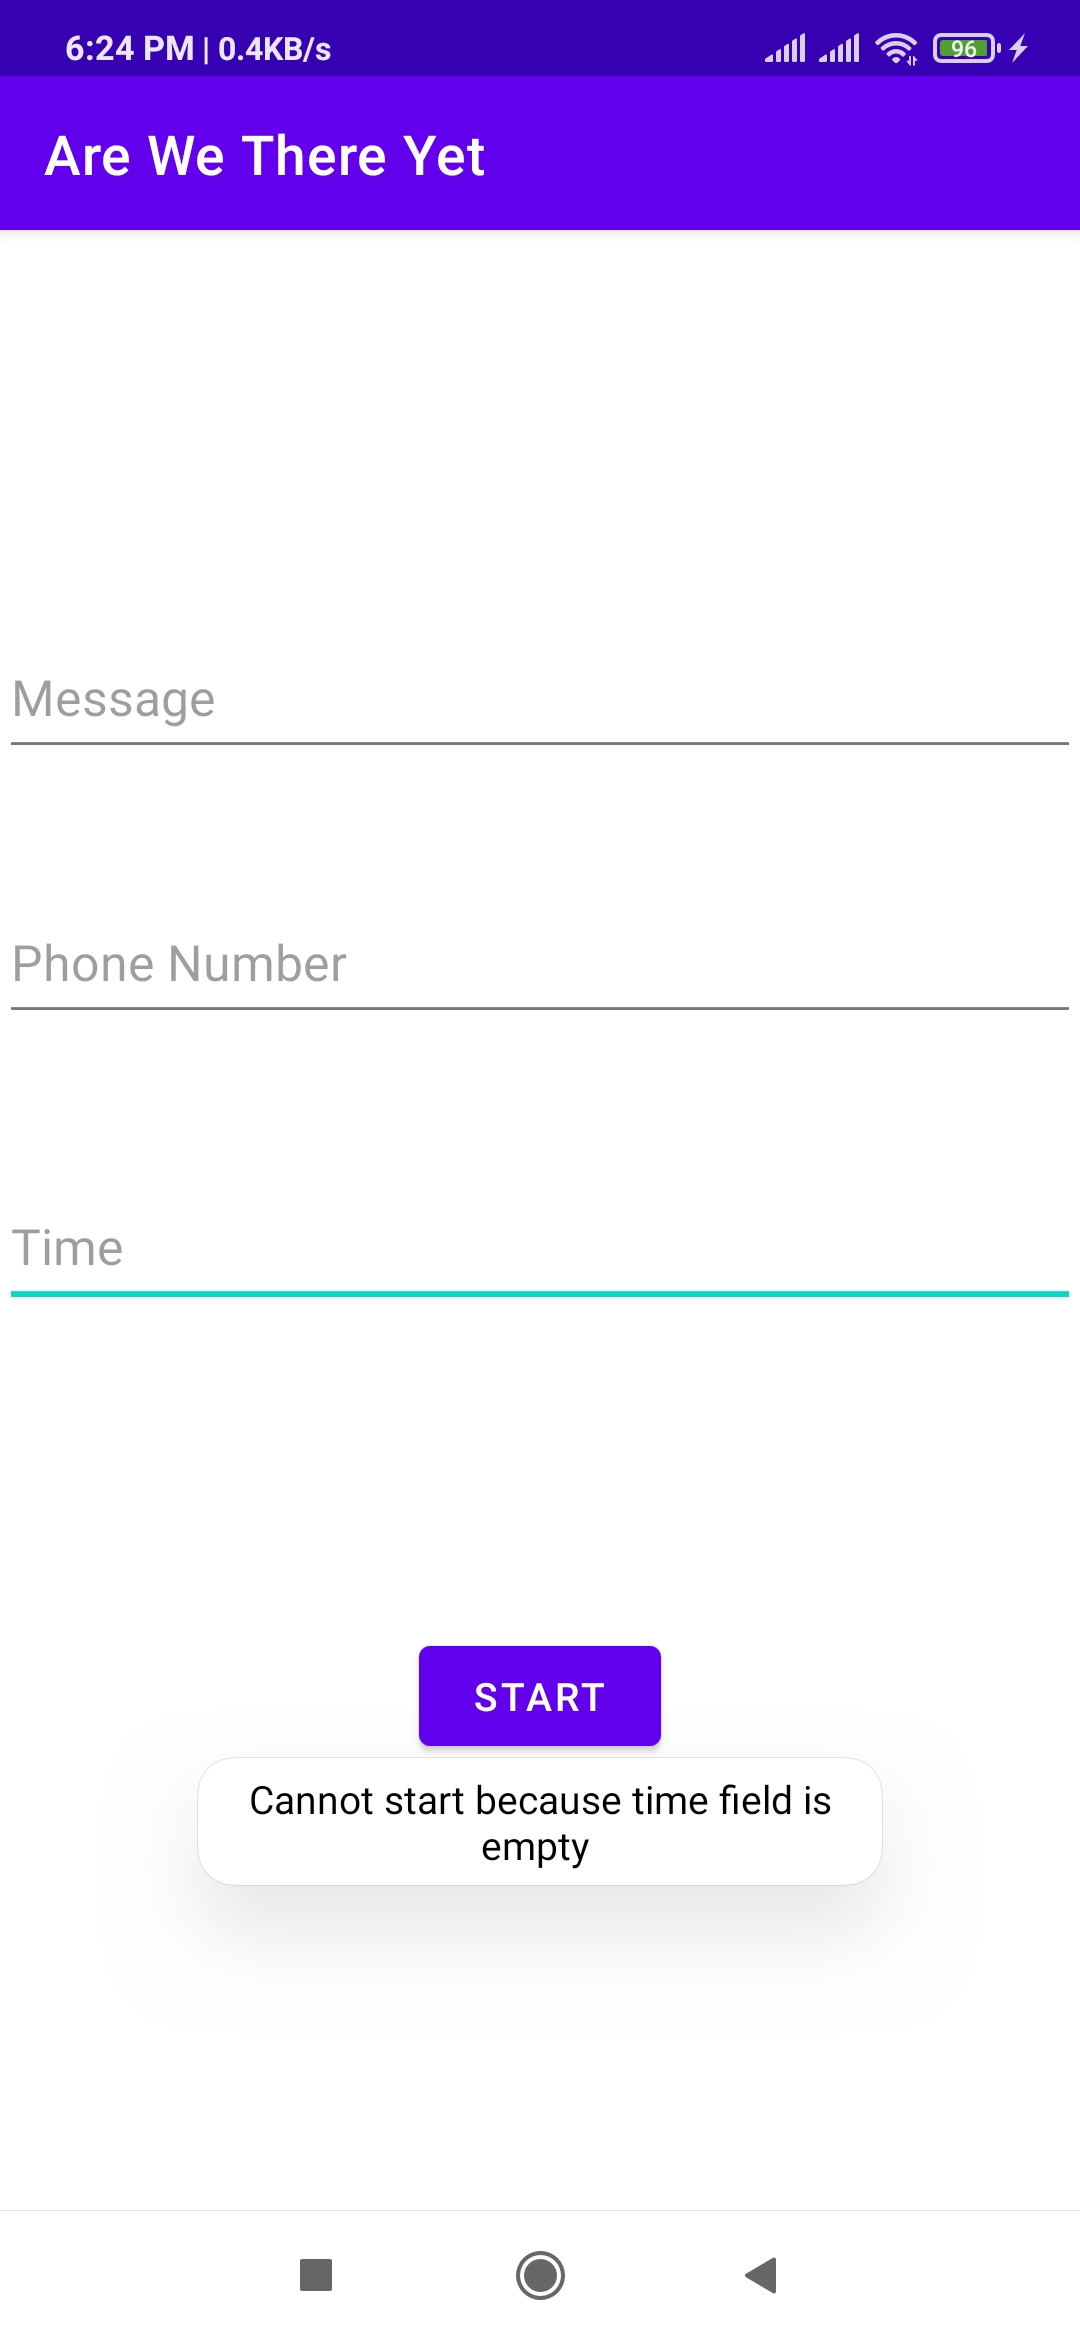 6:24 PM | 0.4KB/s 96
Are We There Yet
Message
Phone Number
Time
START
Cannot start because time field is
empty